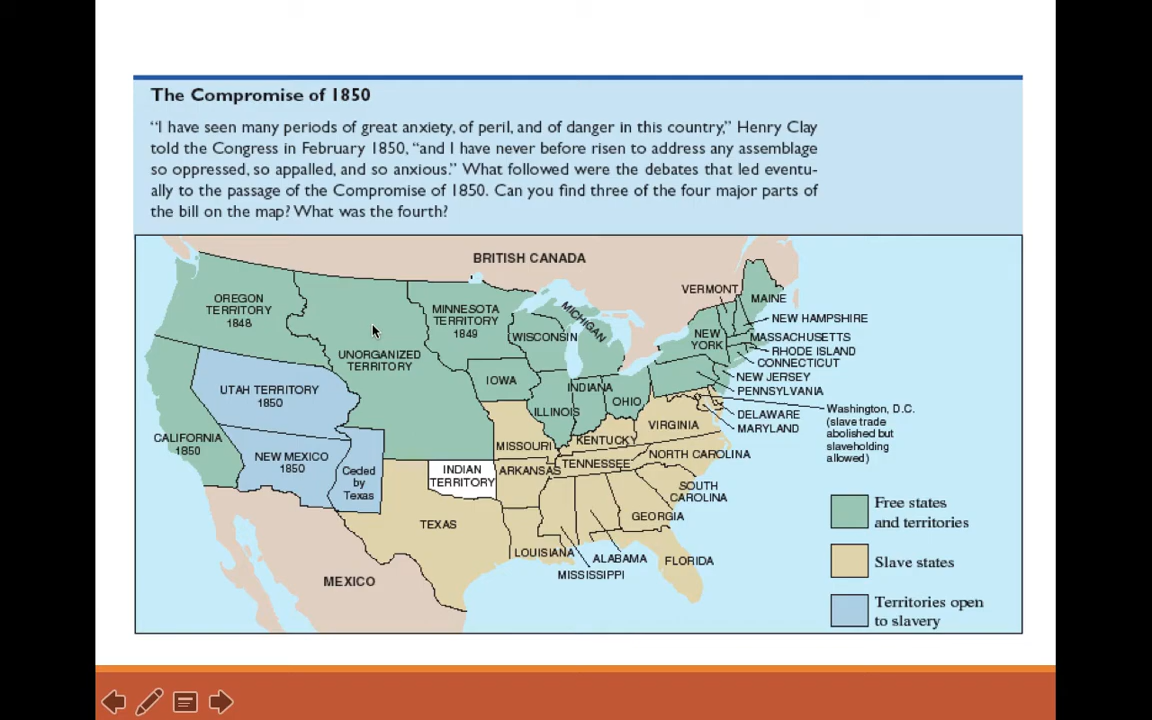 The Compromise of 1850
“I have seen many periods of great anxiety, of peril, and of danger in this country,” Henry Clay
told the Congress in February 1850, “and I have never before risen to address any assemblage
so oppressed, so appalled, and so anxious.” What followed were the debates that led eventu-
ally to the passage of the Compromise of 1850. Can you find three of the four major parts of
the bill on the map? What was the fourth?
BRITISH CANADA
OREGON
TERRITORY
1848
UNORGANIZED
TERRITORY
MINNESOTA
TERRITORY
1849
WISCONSIN
MICHIGAN
VERMONT
MAINE
NEW HAMPSHIRE
NEW
YORK
MASSACHUSETTS
RHODE ISLAND
CONNECTICUT
NEW JERSEY
PENNSYLVANIA
UTAH TERRITORY
1850
IOWA
ILLINOIS
INDIANA
OHIO
DELAWARE
MARYLAND
Washington, D.C.
(slave trade
abolished but
slaveholding
allowed)
CALIFORNIA
1850
NEW MEXICO
1850
Ceded
by
Texas
INDIAN
TERRITORY
MISSOURI
KENTUCKY
VIRGINIA
ARKANSAS
TENNESSEE
NORTH CAROLINA
SOUTH
CAROLINA
GEORGIA
TEXAS
LOUISIANA
ALABAMA
MISSISSIPPI
FLORIDA
MEXICO
Free states
and territories
Slave states
Territories open
to slavery